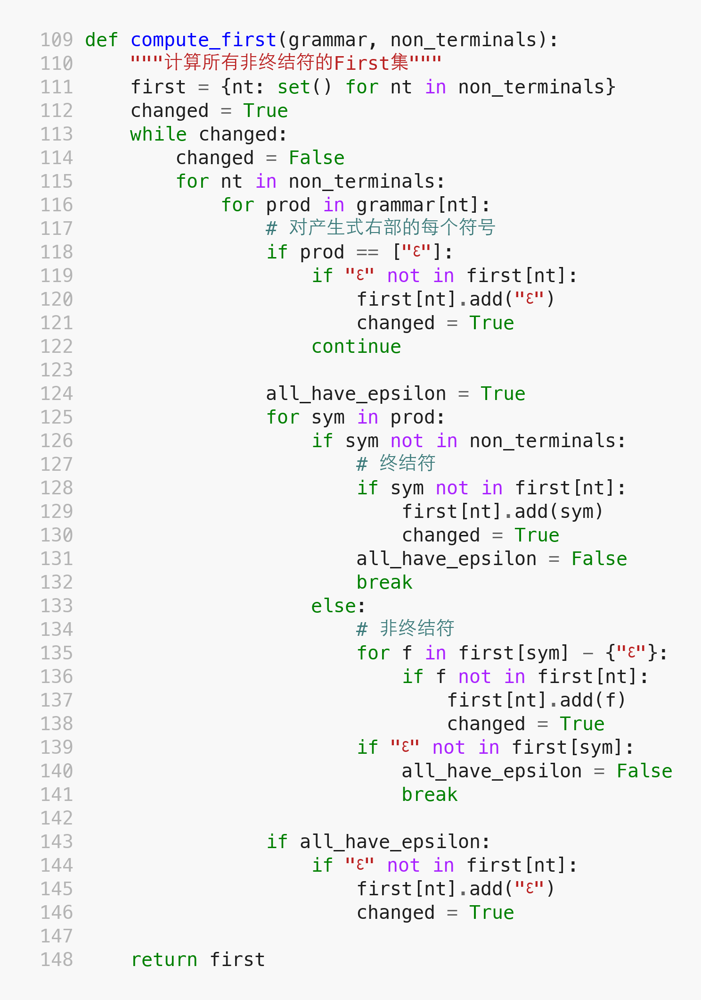 109 def compute_first(grammar, non_terminals):
110     """计算所有非终结符的First集"""
111     first = {nt: set() for nt in non_terminals}
112     changed = True
113     while changed:
114         changed = False
115         for nt in non_terminals:
116             for prod in grammar[nt]:
117                 # 对产生式右部的每个符号
118                 if prod == ["ε"]:
119                     if "ε" not in first[nt]:
120                         first[nt].add("ε")
121                         changed = True
122                     continue
123
124                 all_have_epsilon = True
125                 for sym in prod:
126                     if sym not in non_terminals:
127                         # 终结符
128                         if sym not in first[nt]:
129                             first[nt].add(sym)
130                             changed = True
131                         all_have_epsilon = False
132                         break
133                     else:
134                         # 非终结符
135                         for f in first[sym] - {"ε"}:
136                             if f not in first[nt]:
137                                 first[nt].add(f)
138                                 changed = True
139                         if "ε" not in first[sym]:
140                             all_have_epsilon = False
141                             break
142
143                 if all_have_epsilon:
144                     if "ε" not in first[nt]:
145                         first[nt].add("ε")
146                         changed = True
147
148     return first